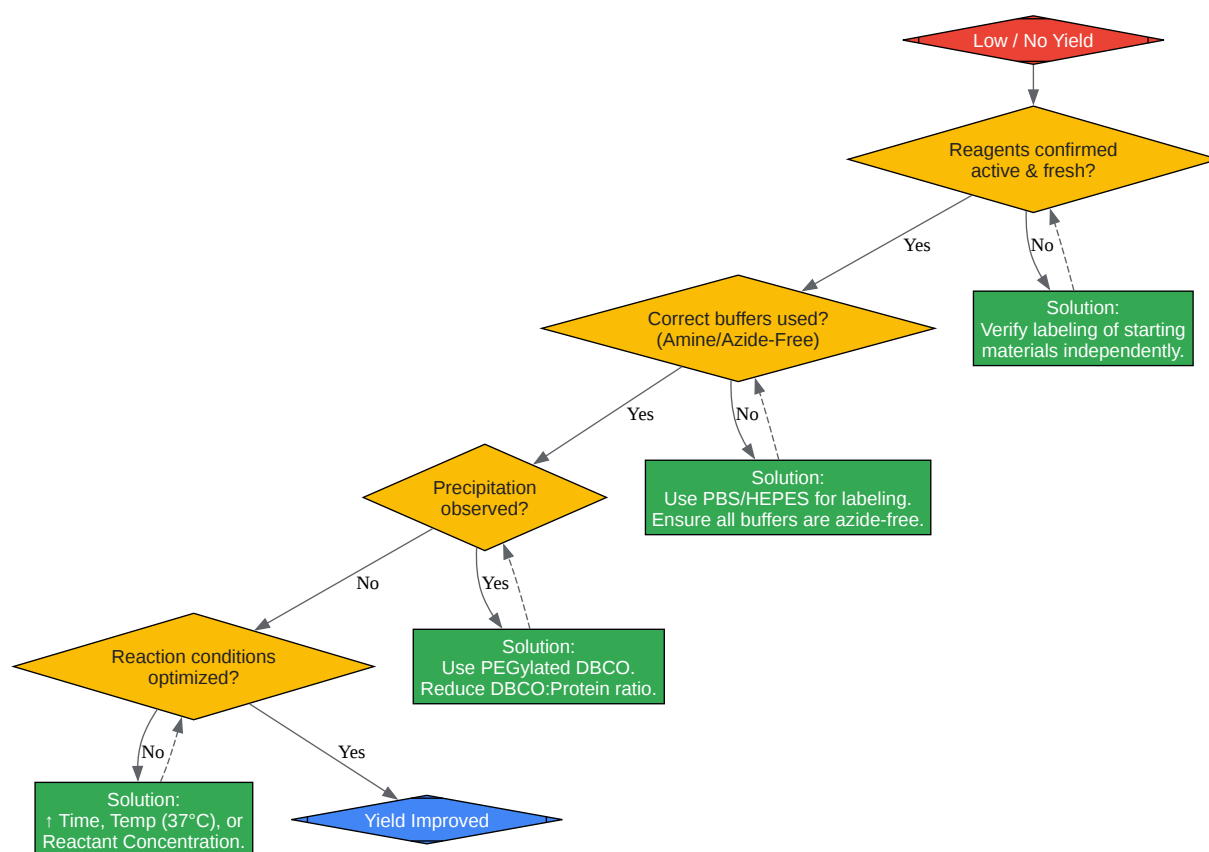 Low / No Yield
Reagents confirmed
active & fresh?
Yes
No
Solution:
Verify labeling of starting
materials independently.
Correct buffers used?
(Amine/Azide-Free)
Yes
No
Solution:
Use PBS/HEPES for labeling.
Ensure all buffers are azide-free.
Precipitation
observed?
No
Yes
Solution:
Use PEGylated DBCO.
Reduce DBCO:Protein ratio.
Reaction conditions
optimized?
No
Yes
Solution:
↑ Time, Temp (37°C), or
Reactant Concentration.
Yield Improved